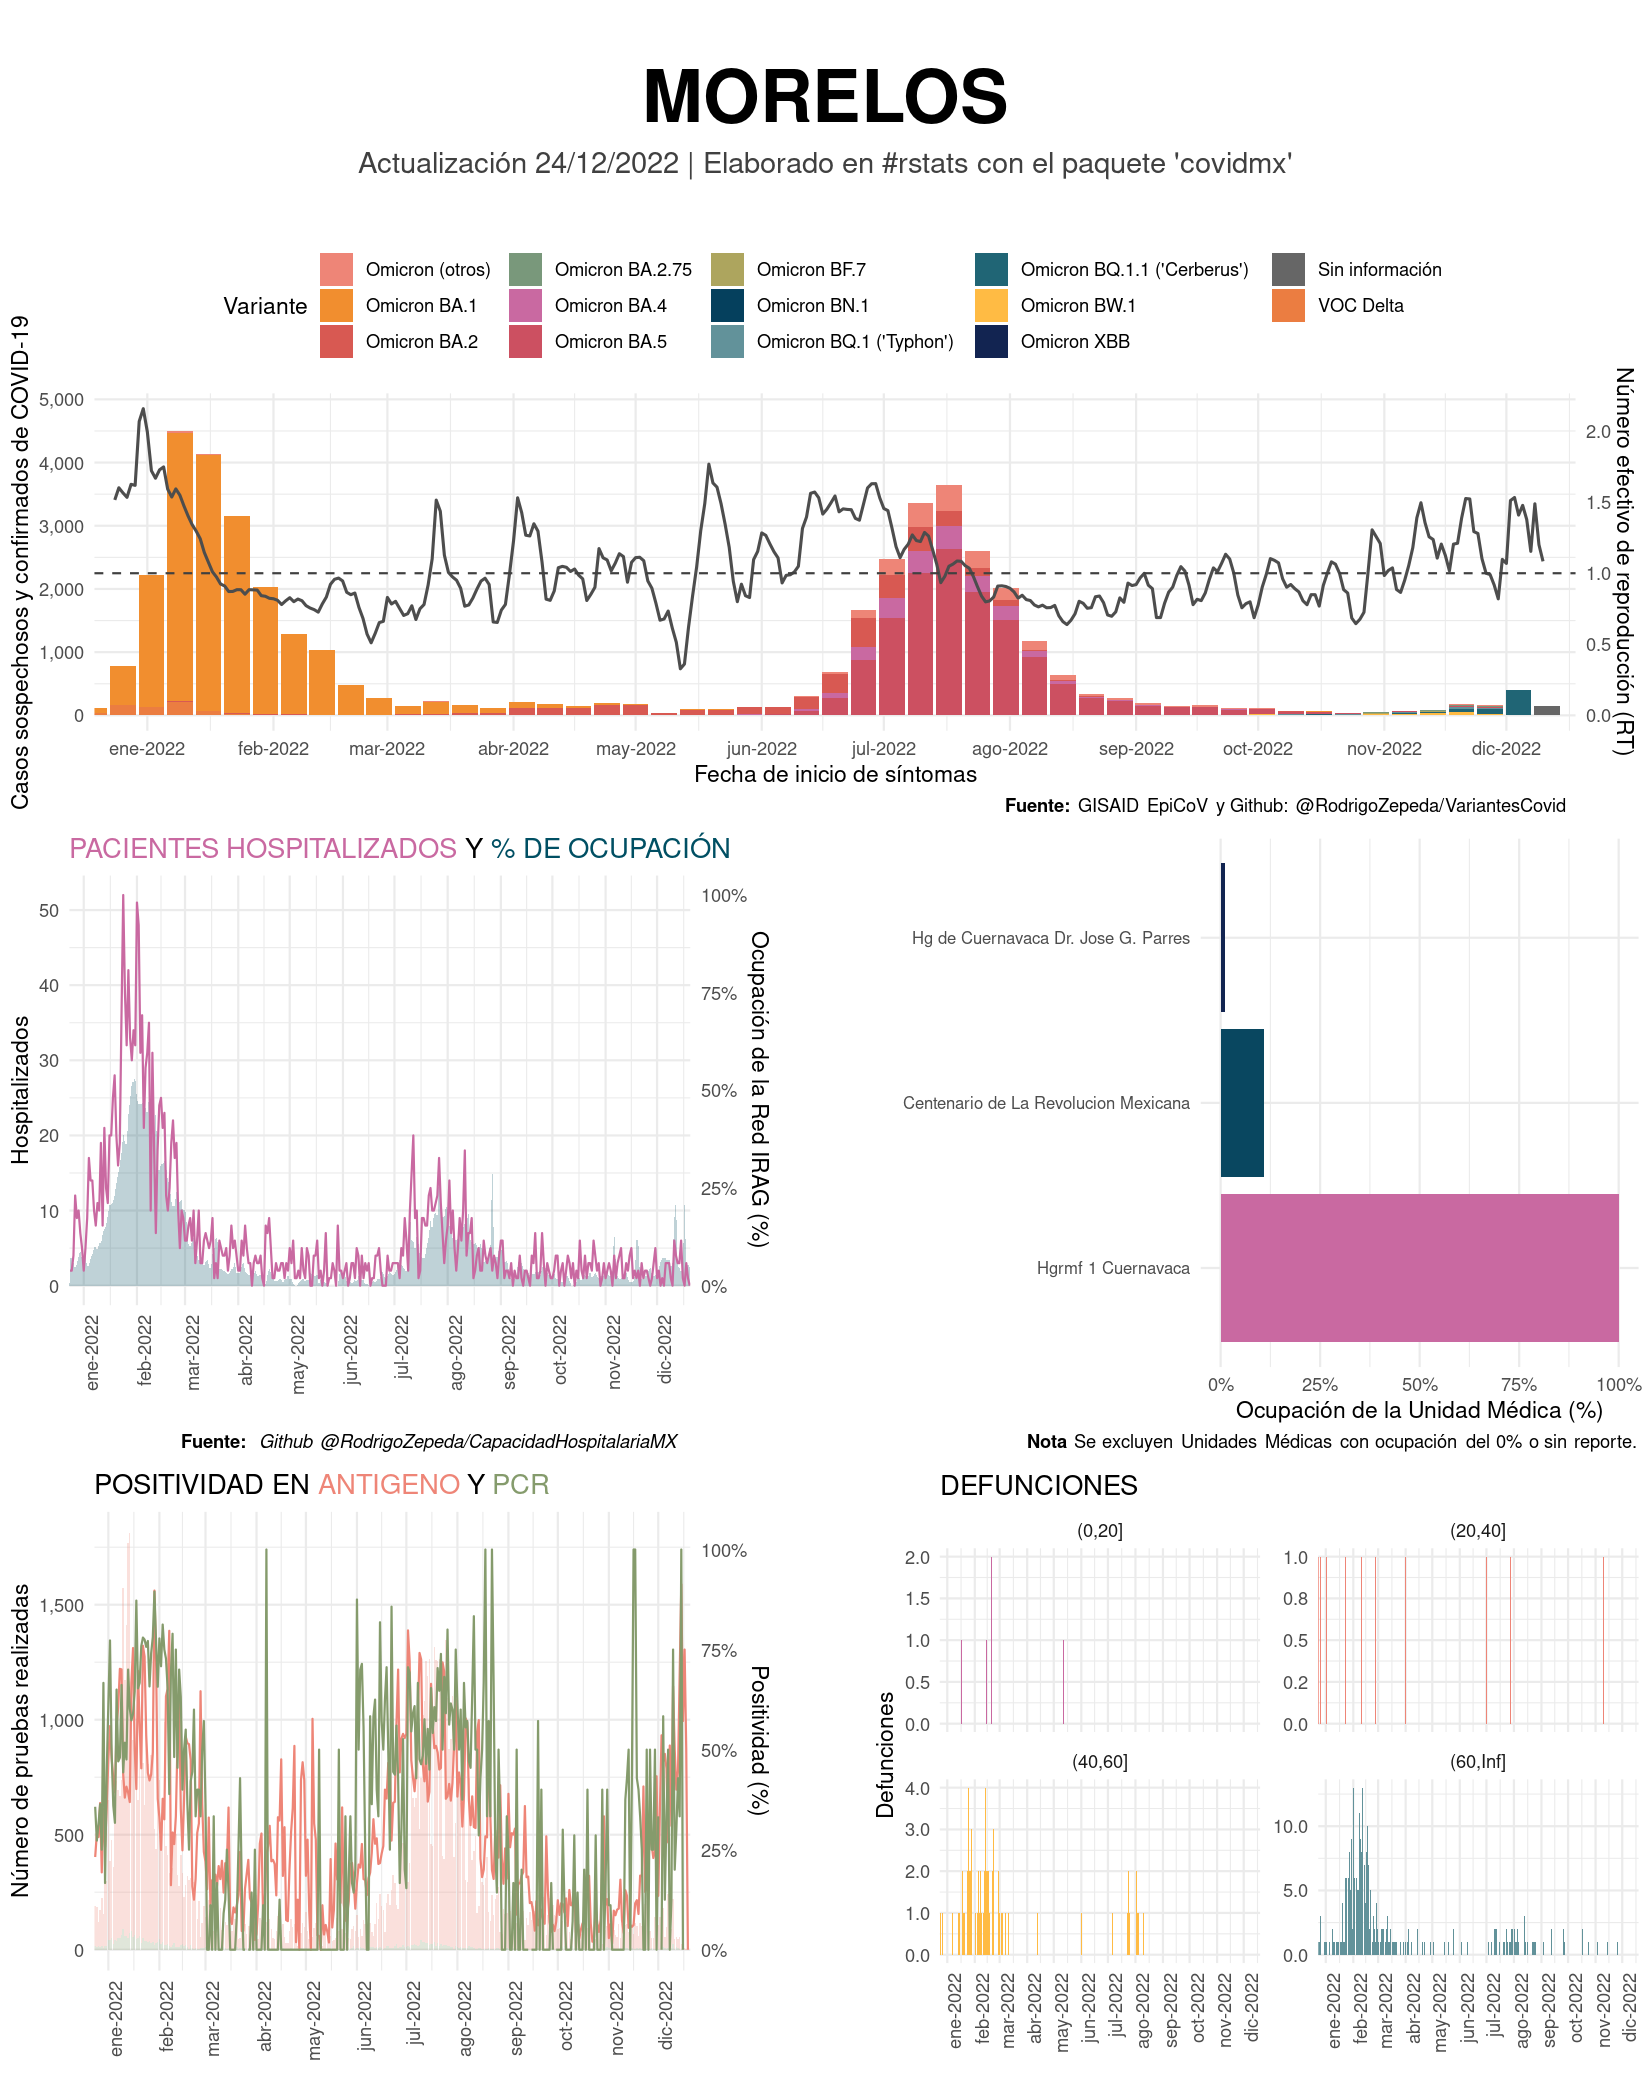 MORELOS
Actualización 24/12/2022 | Elaborado en #rstats con el paquete 'covidmx'
Variante
Omicron (otros)
Omicron BA.1
Omicron BA.2
Omicron BA.2.75
Omicron BA.4
Omicron BA.5
Omicron BF.7
Omicron BN.1
Omicron BQ.1 ('Typhon')
Omicron BQ.1.1 ('Cerberus')
Omicron BW.1
Omicron XBB
Sin información
VOC Delta
Casos sospechosos y confirmados de COVID-19
5,000
4,000
3,000
2,000
1,000
0
2.0
1.5
1.0
0.5
0.0
Número efectivo de reproducción (RT)
ene-2022 feb-2022 mar-2022 abr-2022 may-2022 jun-2022 jul-2022 ago-2022 sep-2022 oct-2022 nov-2022 dic-2022
Fecha de inicio de síntomas
Fuente: GISAID EpiCoV y Github: @RodrigoZepeda/VariantesCovid
PACIENTES HOSPITALIZADOS Y % DE OCUPACIÓN
Hospitalizados
50
40
30
20
10
0
100%
75%
50%
25%
0%
Ocupación de la Red IRAG (%)
ene-2022 feb-2022 mar-2022 abr-2022 may-2022 jun-2022 jul-2022 ago-2022 sep-2022 oct-2022 nov-2022 dic-2022
Fuente: Github @RodrigoZepeda/CapacidadHospitalariaMX
Hg de Cuernavaca Dr. Jose G. Parres
Centenario de La Revolucion Mexicana
Hgrmf 1 Cuernavaca
0% 25% 50% 75% 100%
Ocupación de la Unidad Médica (%)
Nota Se excluyen Unidades Médicas con ocupación del 0% o sin reporte.
POSITIVIDAD EN ANTIGENO Y PCR
Número de pruebas realizadas
1,500
1,000
500
0
100%
75%
50%
25%
0%
Positividad (%)
ene-2022 feb-2022 mar-2022 abr-2022 may-2022 jun-2022 jul-2022 ago-2022 sep-2022 oct-2022 nov-2022 dic-2022
DEFUNCIONES
Defunciones
(0,20]
2.0
1.5
1.0
0.5
0.0
(20,40]
1.0
0.8
0.5
0.2
0.0
(40,60]
4.0
3.0
2.0
1.0
0.0
ene-2022 feb-2022 mar-2022 abr-2022 may-2022 jun-2022 jul-2022 ago-2022 sep-2022 oct-2022 nov-2022 dic-2022
(60,Inf]
10.0
5.0
0.0
ene-2022 feb-2022 mar-2022 abr-2022 may-2022 jun-2022 jul-2022 ago-2022 sep-2022 oct-2022 nov-2022 dic-2022